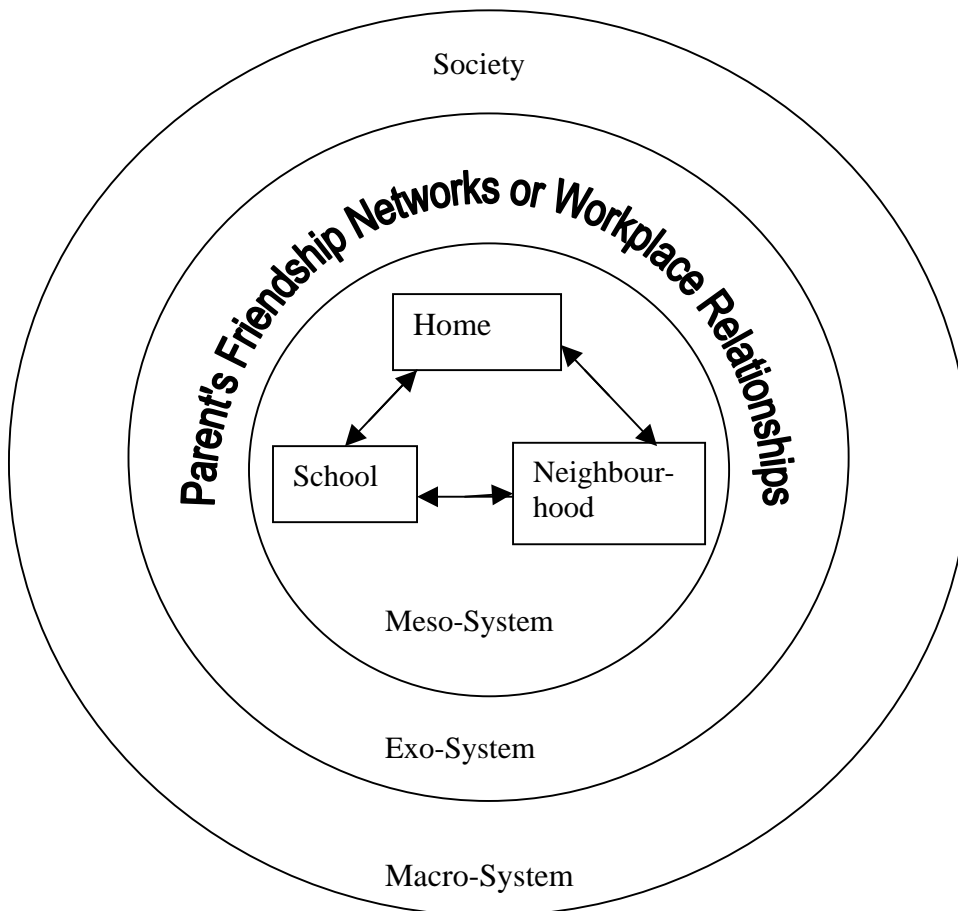 Society
Parent's Friendship Networks or Workplace Relationships
Home
School
Neighbour-
hood
Meso-System
Exo-System
Macro-System